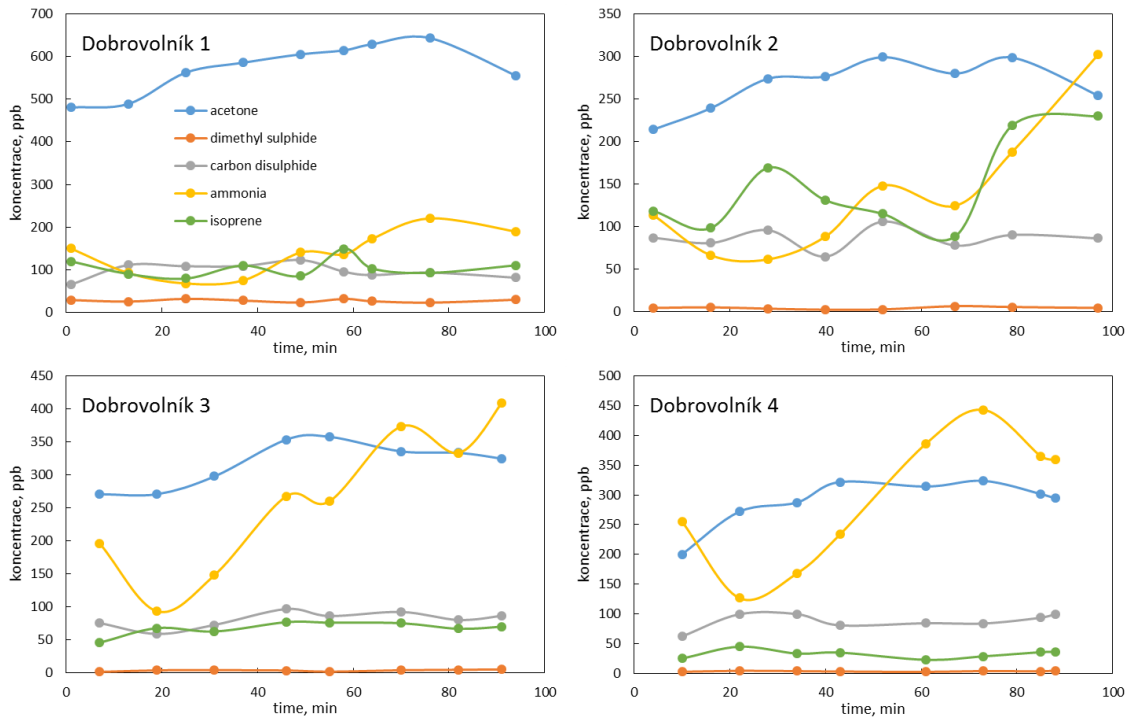 Dobrovolník 1
koncentrace, ppb
700
600
500
400
300
200
100
0
acetone
dimethyl sulphide
carbon disulphide
ammonia
isoprene
0 20 40 60 80 100
time, min
Dobrovolník 2
koncentrace, ppb
350
300
250
200
150
100
50
0
0 20 40 60 80 100
time, min
Dobrovolník 3
koncentrace, ppb
450
400
350
300
250
200
150
100
50
0
0 20 40 60 80 100
time, min
Dobrovolník 4
koncentrace, ppb
500
450
400
350
300
250
200
150
100
50
0
0 20 40 60 80 100
time, min